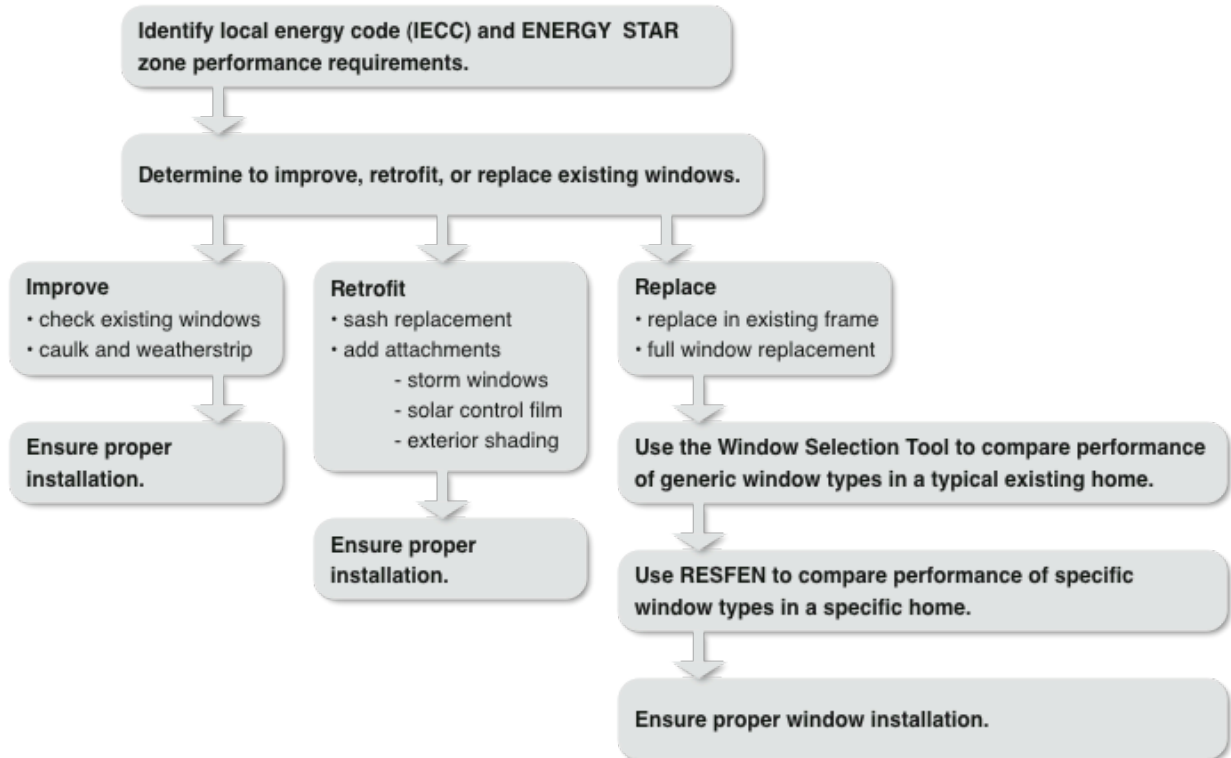 Identify local energy code (IECC) and ENERGY STAR
zone performance requirements.
Determine to improve, retrofit, or replace existing windows.
Improve
• check existing windows
• caulk and weatherstrip
Ensure proper
installation.
Retrofit
• sash replacement
• add attachments
- storm windows
- solar control film
- exterior shading
Ensure proper
installation.
Replace
• replace in existing frame
• full window replacement
Use the Window Selection Tool to compare performance
of generic window types in a typical existing home.
Use RESFEN to compare performance of specific
window types in a specific home.
Ensure proper window installation.